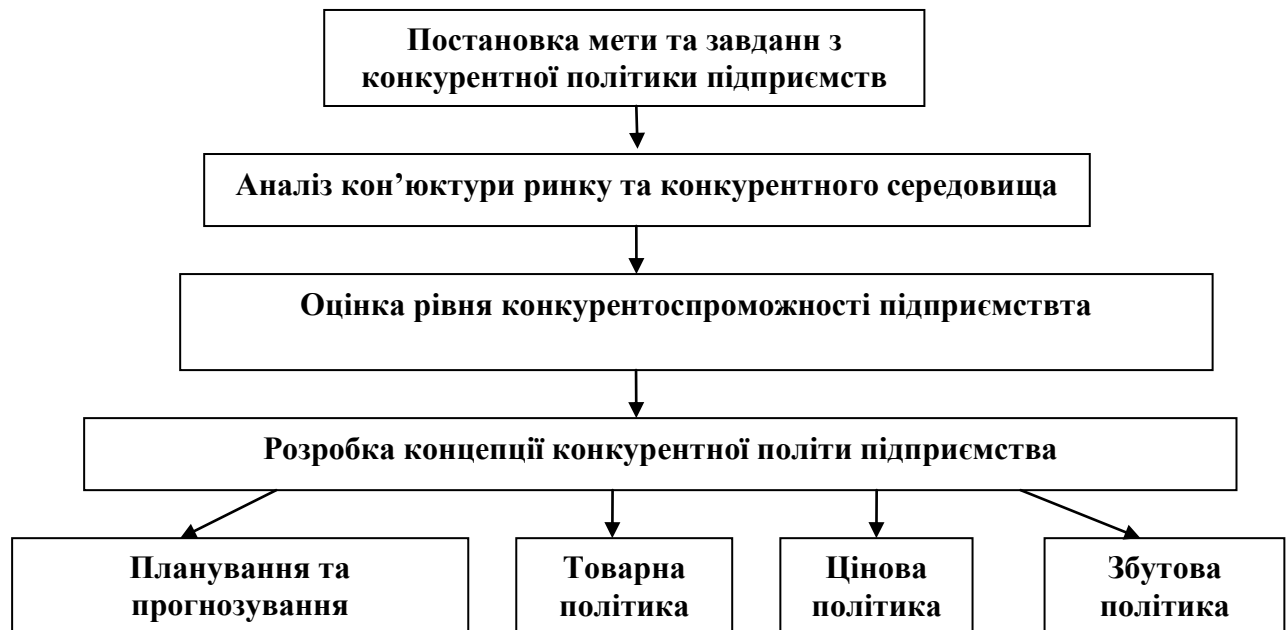 Постановка мети та завданн з
конкурентної політики підприємств
Аналіз кон’юктури ринку та конкурентного середовища
Оцінка рівня конкурентоспроможності підприємствта
Розробка концепції конкурентної політи підприємства
Планування та
прогнозування
Товарна
політика
Цінова
політика
Збутова
політика